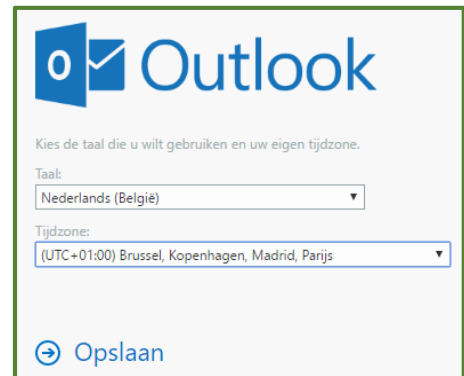 Outlook
Kies de taal die u wilt gebruiken en uw eigen tijdzone.
Taal:
Nederlands (België)
Tijdzone:
(UTC+01:00) Brussel, Kopenhagen, Madrid, Parijs
Opslaan